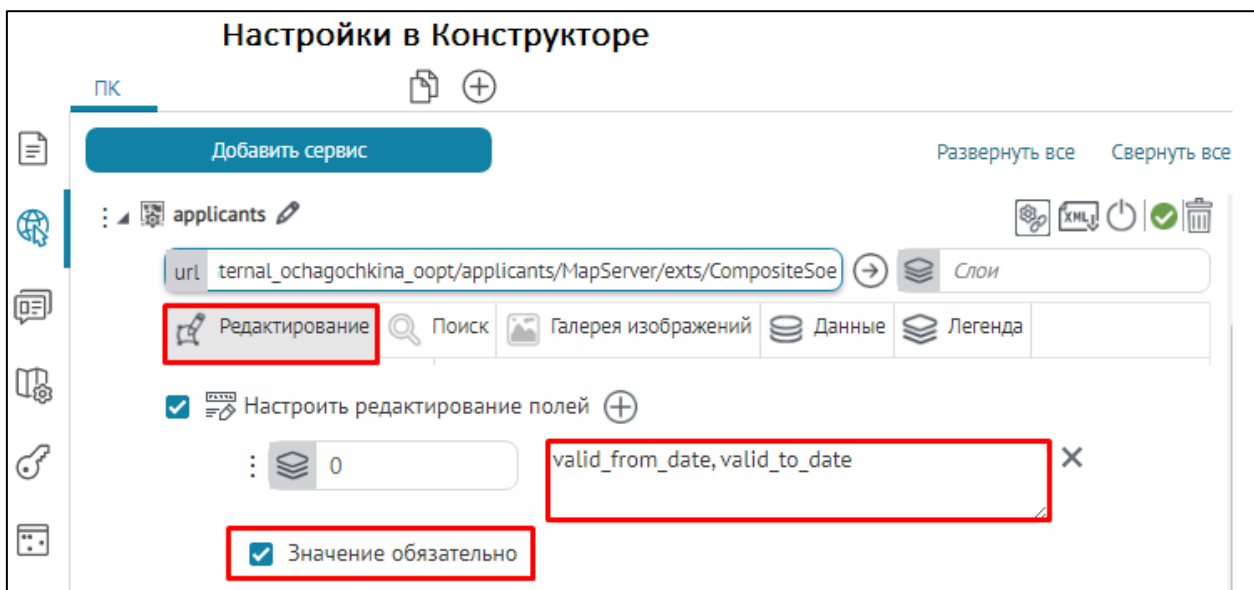 Настройки в Конструкторе
ПК
Добавить сервис Развернуть все Свернуть все
applicants XML
url ternal_ochagochkina_oopt/applicants/MapServer/exts/CompositeSoe Слои
Редактирование Поиск Галерея изображений Данные Легенда
Настроить редактирование полей
0 valid_from_date, valid_to_date
Значение обязательно